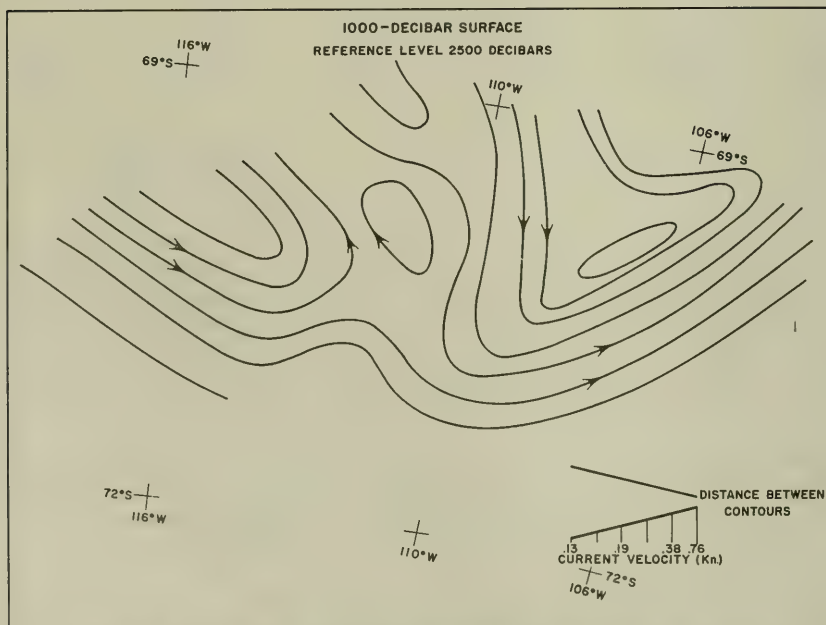 1000-DECIBAR SURFACE
REFERENCE LEVEL 2500 DECIBARS
116°W
69°S
110°W
106°W
69°S
72°S
116°W
110°W
DISTANCE BETWEEN
CONTOURS
.13 .19 .38 .76
CURRENT VELOCITY (Kn.)
72°S
106°W